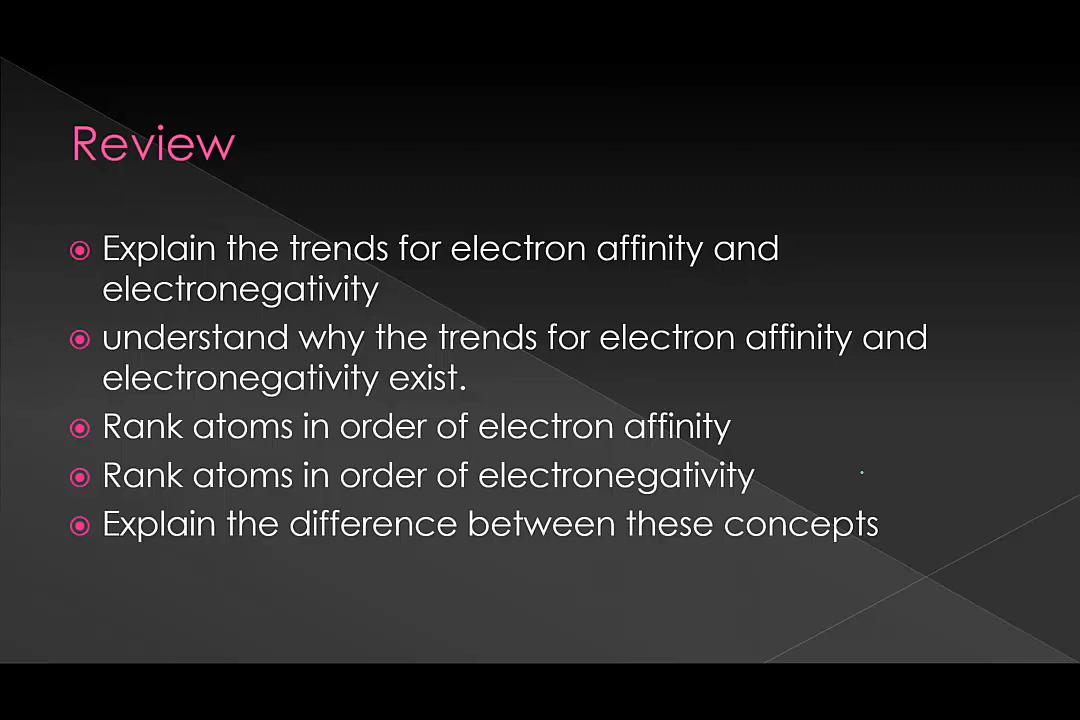 Review
Explain the trends for electron affinity and
electronegativity
understand why the trends for electron affinity and
electronegativity exist.
Rank atoms in order of electron affinity
Rank atoms in order of electronegativity
Explain the difference between these concepts